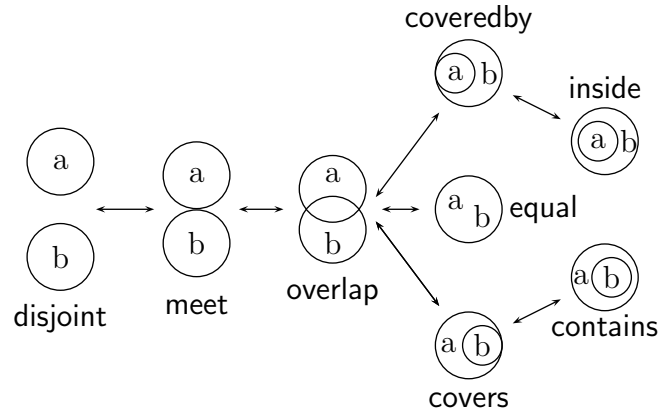 coveredby
a b
inside
a b
a
a
a
b
b
b
a b
equal
disjoint
meet
overlap
a b
contains
a b
covers